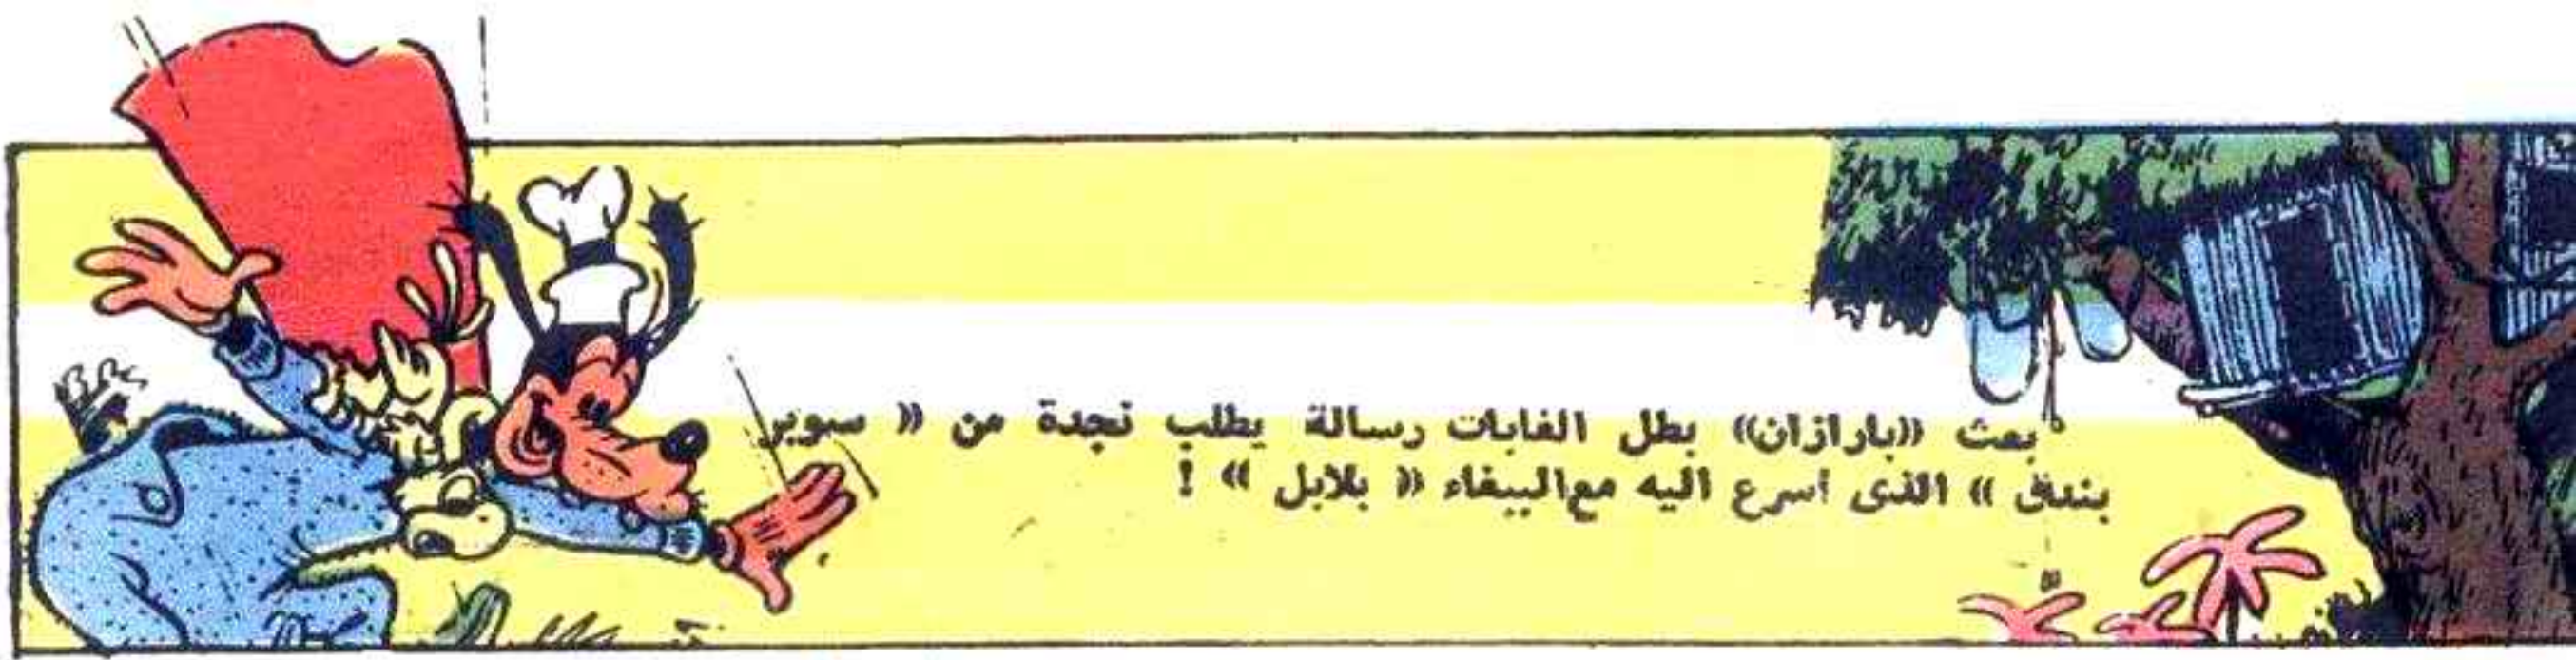 بعث «بارازان» بطل الغابات رسالة يطلب نجدة من « سوبر
بندق » الذى أسرع اليه مع الببغاء « بلابل » !